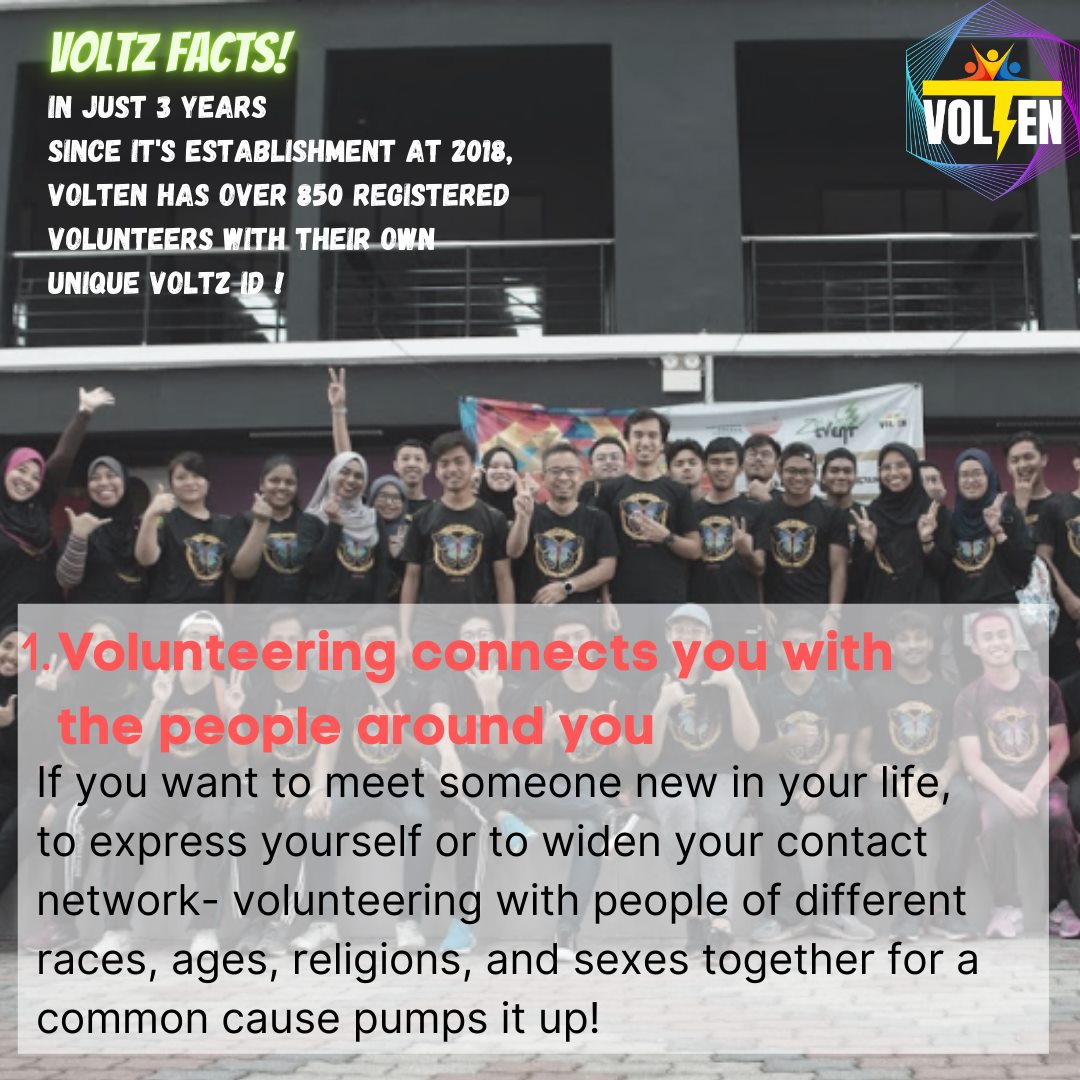 VOLTZ FACTS!
IN JUST 3 YEARS
SINCE IT'S ESTABLISHMENT AT 2018,
VOLTEN HAS OVER 850 REGISTERED
VOLUNTEERS WITH THEIR OWN
UNIQUE VOLTZ ID !
VOLTEN
EVENT
1. Volunteering connects you with
the people around you
If you want to meet someone new in your life,
to express yourself or to widen your contact
network- volunteering with people of different
races, ages, religions, and sexes together for a
common cause pumps it up!